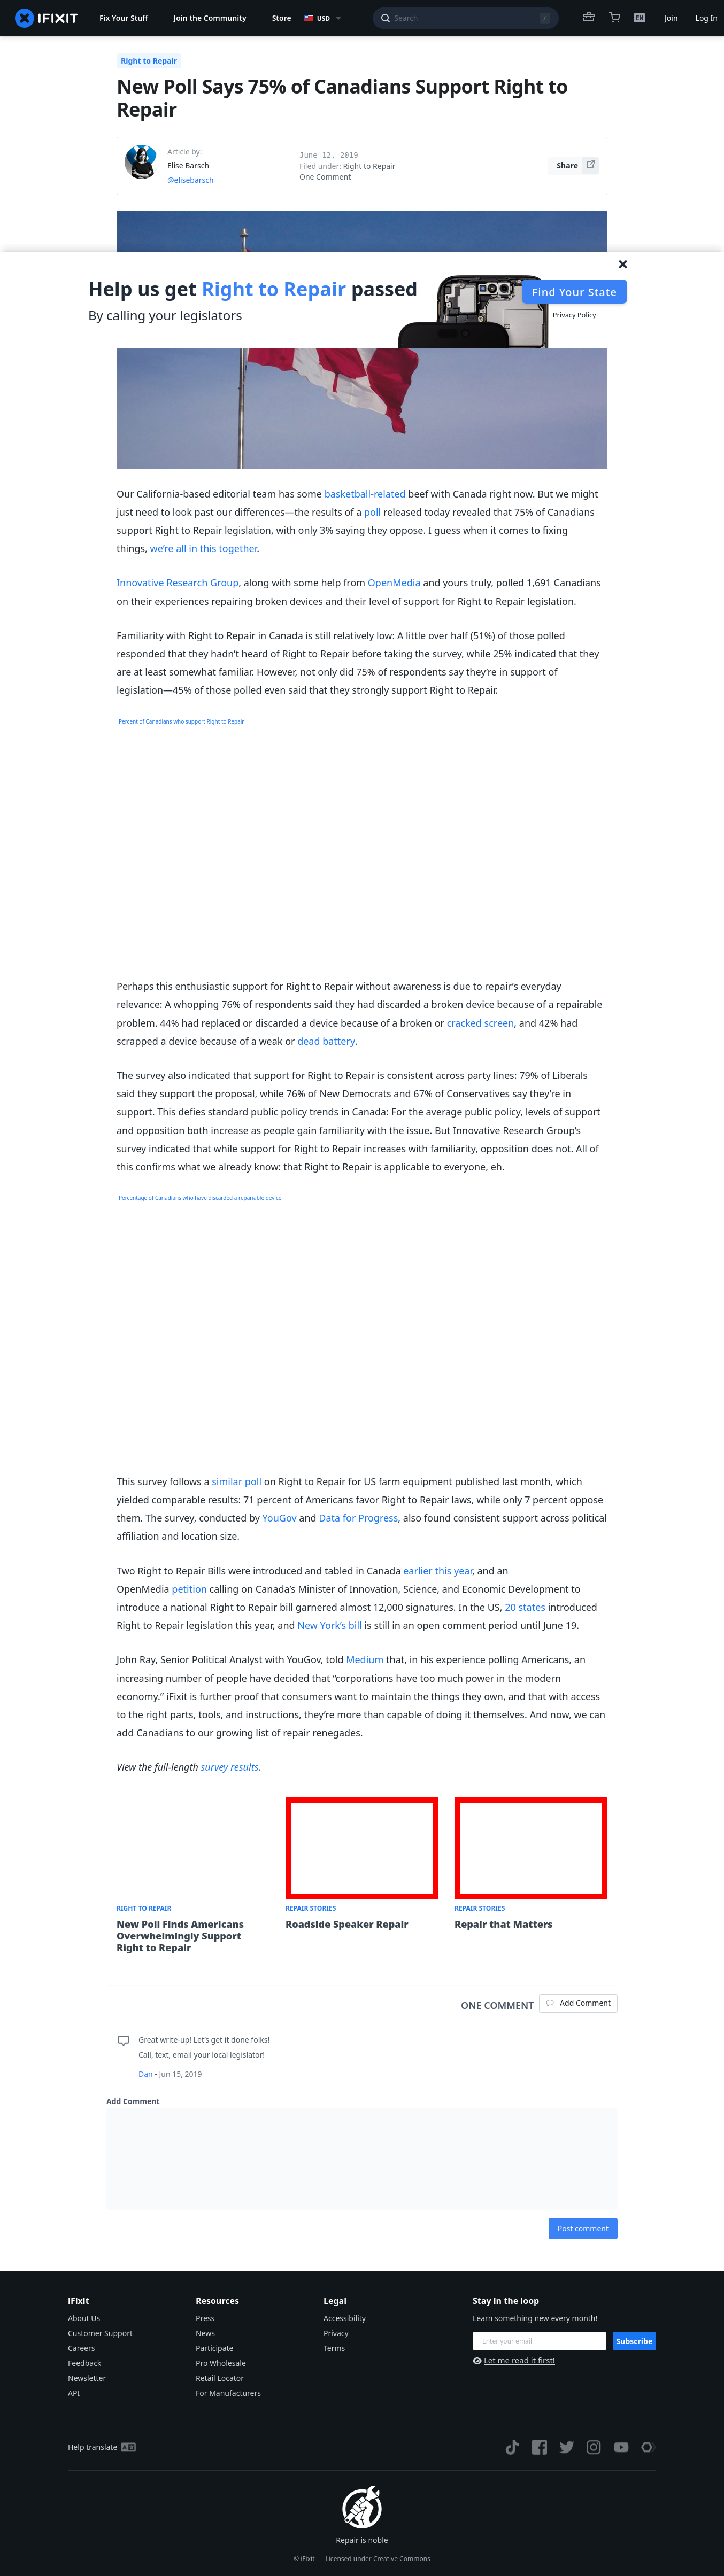 IFIXIT
Fix Your Stuff
Join the Community
Store
USD
Search
/
EN
Join
Log In
Right to Repair
New Poll Says 75% of Canadians Support Right to
Repair
Article by:
Elise Barsch
@elisebarsch
June 12, 2019
Filed under: Right to Repair
One Comment
Share
Help us get Right to Repair passed
By calling your legislators
Find Your State
Privacy Policy
Our California-based editorial team has some basketball-related beef with Canada right now. But we might
just need to look past our differences—the results of a poll released today revealed that 75% of Canadians
support Right to Repair legislation, with only 3% saying they oppose. I guess when it comes to fixing
things, we’re all in this together.
Innovative Research Group, along with some help from OpenMedia and yours truly, polled 1,691 Canadians
on their experiences repairing broken devices and their level of support for Right to Repair legislation.
Familiarity with Right to Repair in Canada is still relatively low: A little over half (51%) of those polled
responded that they hadn’t heard of Right to Repair before taking the survey, while 25% indicated that they
are at least somewhat familiar. However, not only did 75% of respondents say they’re in support of
legislation—45% of those polled even said that they strongly support Right to Repair.
Percent of Canadians who support Right to Repair
Perhaps this enthusiastic support for Right to Repair without awareness is due to repair’s everyday
relevance: A whopping 76% of respondents said they had discarded a broken device because of a repairable
problem. 44% had replaced or discarded a device because of a broken or cracked screen, and 42% had
scrapped a device because of a weak or dead battery.
The survey also indicated that support for Right to Repair is consistent across party lines: 79% of Liberals
said they support the proposal, while 76% of New Democrats and 67% of Conservatives say they’re in
support. This defies standard public policy trends in Canada: For the average public policy, levels of support
and opposition both increase as people gain familiarity with the issue. But Innovative Research Group’s
survey indicated that while support for Right to Repair increases with familiarity, opposition does not. All of
this confirms what we already know: that Right to Repair is applicable to everyone, eh.
Percentage of Canadians who have discarded a repariable device
This survey follows a similar poll on Right to Repair for US farm equipment published last month, which
yielded comparable results: 71 percent of Americans favor Right to Repair laws, while only 7 percent oppose
them. The survey, conducted by YouGov and Data for Progress, also found consistent support across political
affiliation and location size.
Two Right to Repair Bills were introduced and tabled in Canada earlier this year, and an
OpenMedia petition calling on Canada’s Minister of Innovation, Science, and Economic Development to
introduce a national Right to Repair bill garnered almost 12,000 signatures. In the US, 20 states introduced
Right to Repair legislation this year, and New York’s bill is still in an open comment period until June 19.
John Ray, Senior Political Analyst with YouGov, told Medium that, in his experience polling Americans, an
increasing number of people have decided that “corporations have too much power in the modern
economy.” iFixit is further proof that consumers want to maintain the things they own, and that with access
to the right parts, tools, and instructions, they’re more than capable of doing it themselves. And now, we can
add Canadians to our growing list of repair renegades.
View the full-length survey results.
RIGHT TO REPAIR
New Poll Finds Americans
Overwhelmingly Support
Right to Repair
REPAIR STORIES
Roadside Speaker Repair
REPAIR STORIES
Repair that Matters
ONE COMMENT
Add Comment
Great write-up! Let’s get it done folks!
Call, text, email your local legislator!
Dan - Jun 15, 2019
Add Comment
Post comment
iFixit
About Us
Customer Support
Careers
Feedback
Newsletter
API
Resources
Press
News
Participate
Pro Wholesale
Retail Locator
For Manufacturers
Legal
Accessibility
Privacy
Terms
Stay in the loop
Learn something new every month!
Enter your email
Subscribe
Let me read it first!
Help translate
Repair is noble
© iFixit — Licensed under Creative Commons